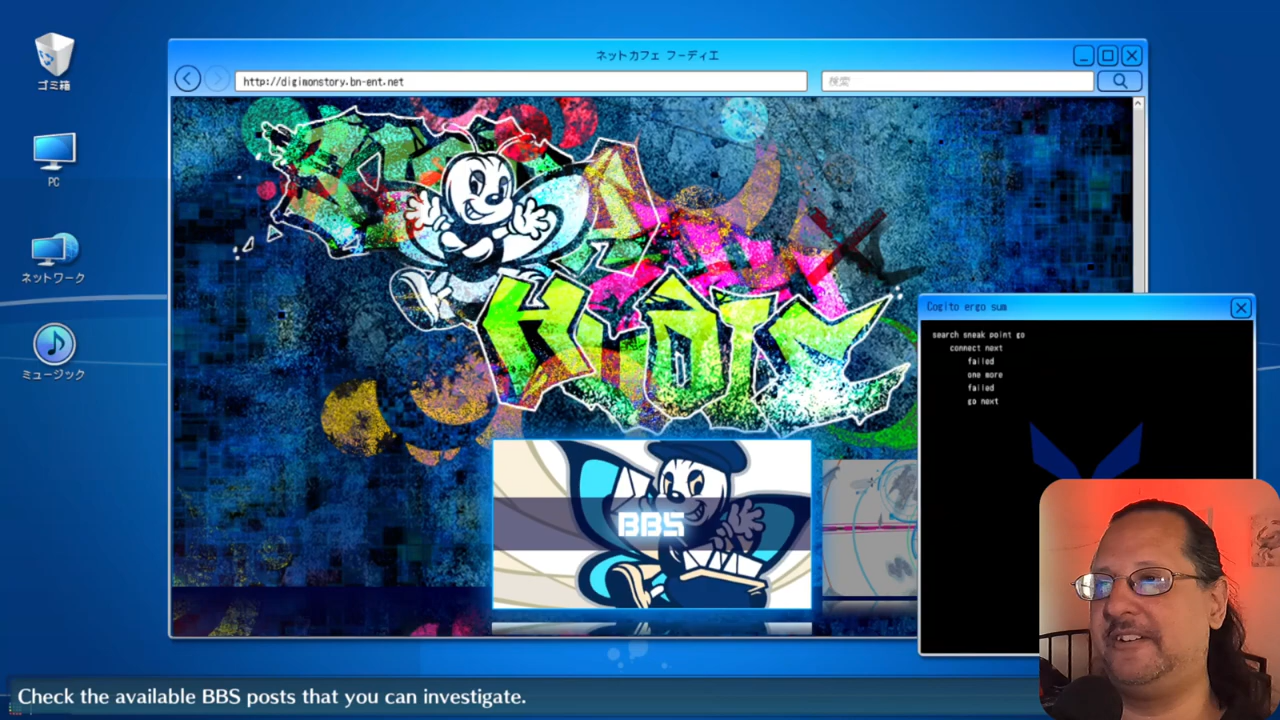 ゴミ箱
PC
ネットワーク
ミュージック
ネットカフェ フーディエ
http://digimonstory.bn-ent.net
検索
BBS
Cogito ergo sum
search sneak point go
connect next
failed
one more
failed
go next
Check the available BBS posts that you can investigate.